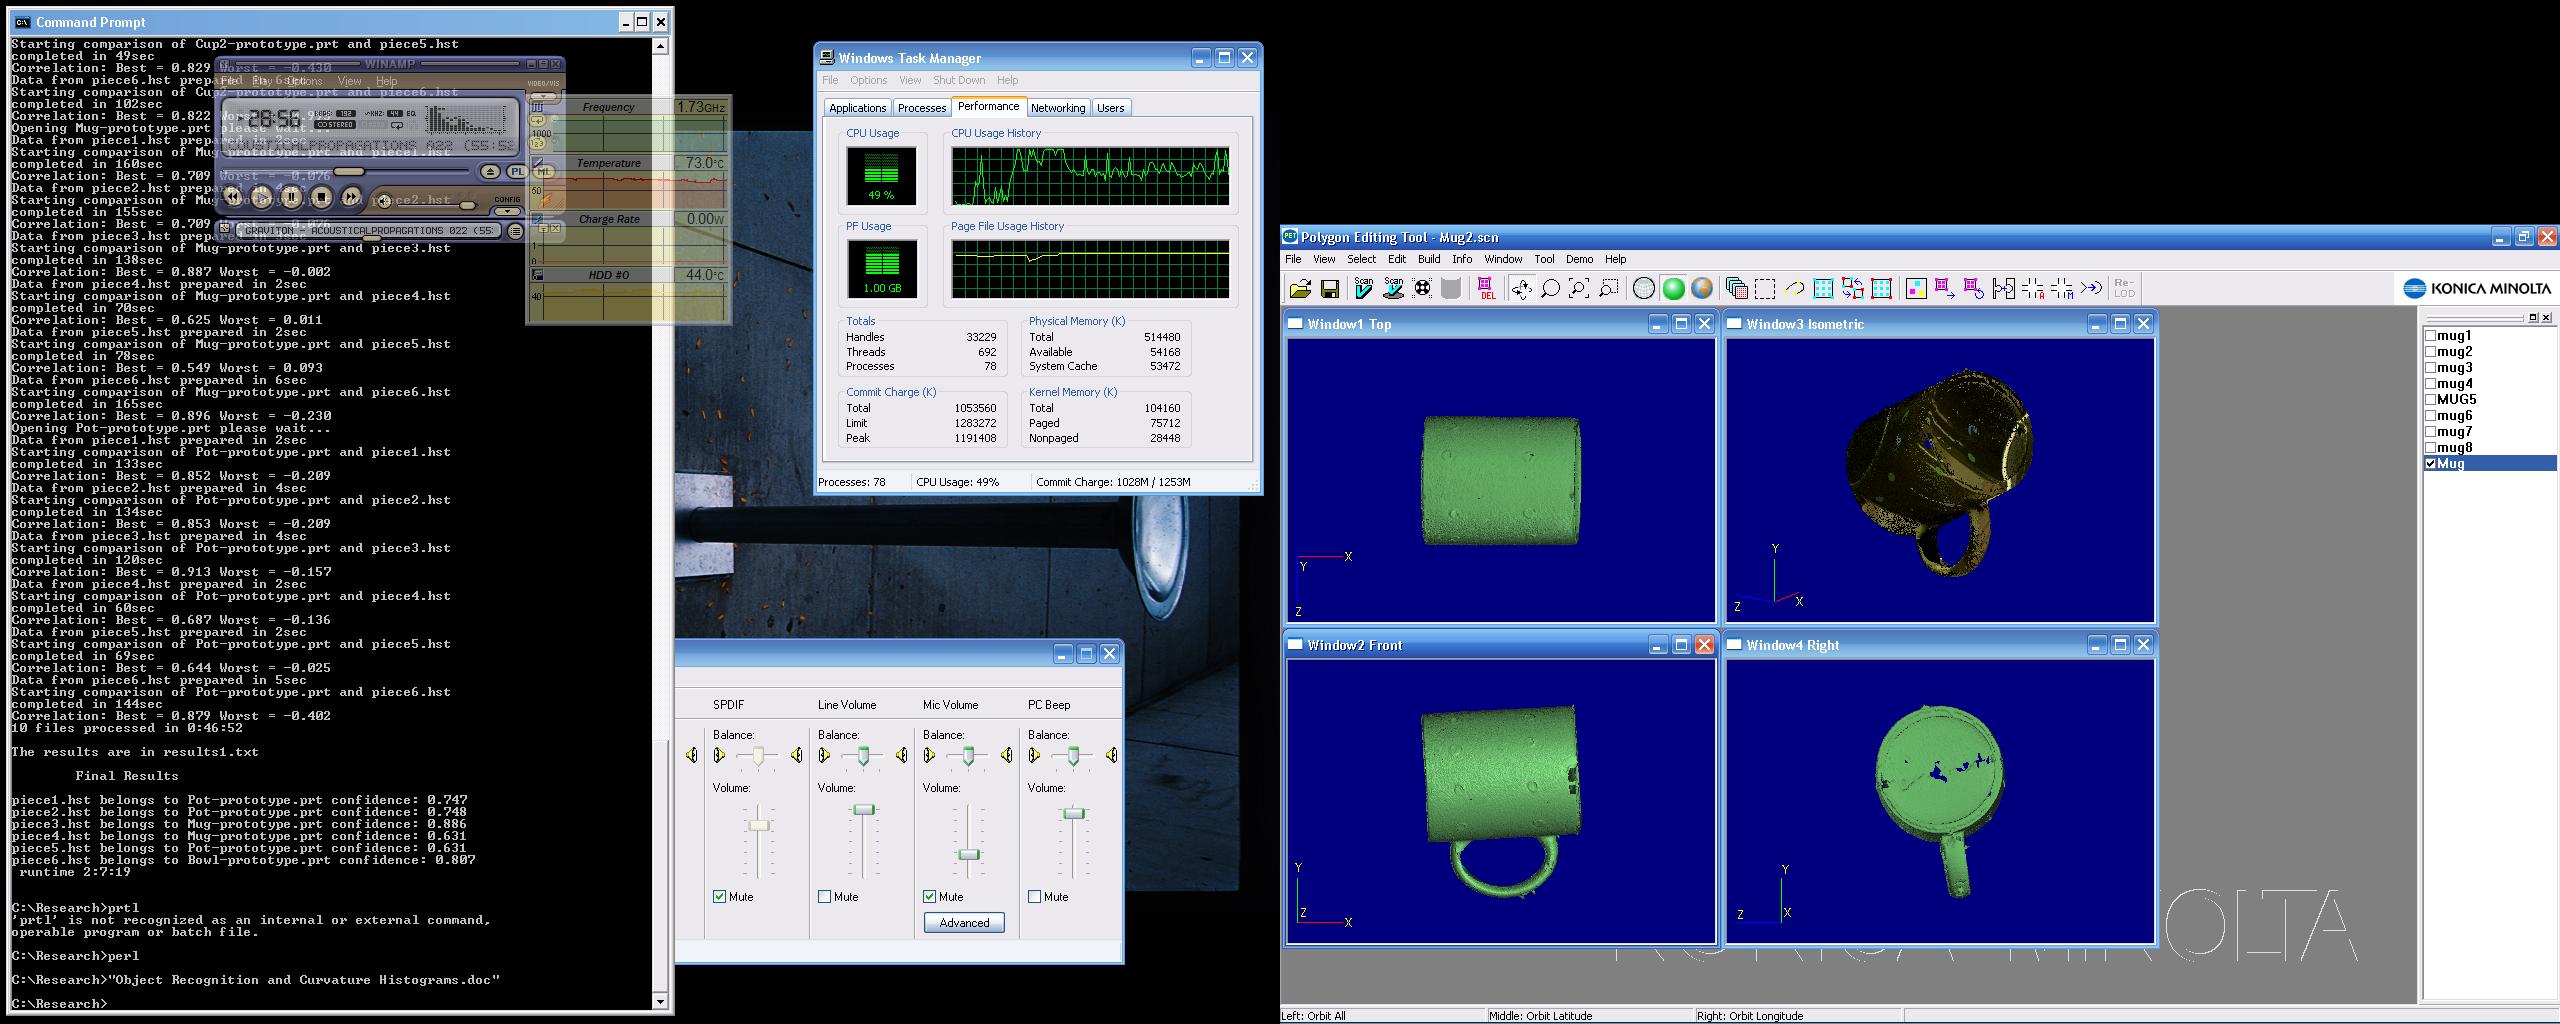 Command Prompt
Starting comparison of Cup2-prototype.prt and piece5.hst
completed in 49sec
Correlation: Best = 0.829 Worst = -0.430
Data from piece6.hst prepared in 6sec
Starting comparison of Cup2-prototype.prt and piece6.hst
completed in 102sec
Correlation: Best = 0.822
Opening Mug-prototype.prt please wait...
Data from piece1.hst prepared in 2sec
Starting comparison of Mug-prototype.prt and piece1.hst
completed in 160sec
Correlation: Best = 0.709 Worst = -0.076
Data from piece2.hst prepared in 4sec
Starting comparison of Mug-prototype.prt and piece2.hst
completed in 155sec
Correlation: Best = 0.709 Worst = -0.076
Data from piece3.hst prepared in
Starting comparison of Mug-prototype.prt and piece3.hst
completed in 138sec
Correlation: Best = 0.887 Worst = -0.002
Data from piece4.hst prepared in 2sec
Starting comparison of Mug-prototype.prt and piece4.hst
completed in 70sec
Correlation: Best = 0.625 Worst = 0.011
Data from piece5.hst prepared in 2sec
Starting comparison of Mug-prototype.prt and piece5.hst
completed in 78sec
Correlation: Best = 0.549 Worst = 0.093
Data from piece6.hst prepared in 6sec
Starting comparison of Mug-prototype.prt and piece6.hst
completed in 165sec
Correlation: Best = 0.896 Worst = -0.230
Opening Pot-prototype.prt please wait...
Data from piece1.hst prepared in 2sec
Starting comparison of Pot-prototype.prt and piece1.hst
completed in 133sec
Correlation: Best = 0.852 Worst = -0.209
Data from piece2.hst prepared in 4sec
Starting comparison of Pot-prototype.prt and piece2.hst
completed in 134sec
Correlation: Best = 0.853 Worst = -0.209
Data from piece3.hst prepared in 4sec
Starting comparison of Pot-prototype.prt and piece3.hst
completed in 120sec
Correlation: Best = 0.913 Worst = -0.157
Data from piece4.hst prepared in 2sec
Starting comparison of Pot-prototype.prt and piece4.hst
completed in 60sec
Correlation: Best = 0.687 Worst = -0.136
Data from piece5.hst prepared in 2sec
Starting comparison of Pot-prototype.prt and piece5.hst
completed in 69sec
Correlation: Best = 0.644 Worst = -0.025
Data from piece6.hst prepared in 5sec
Starting comparison of Pot-prototype.prt and piece6.hst
completed in 144sec
Correlation: Best = 0.879 Worst = -0.402
10 files processed in 0:46:52
The results are in results1.txt
Final Results
piece1.hst belongs to Pot-prototype.prt confidence: 0.747
piece2.hst belongs to Pot-prototype.prt confidence: 0.748
piece3.hst belongs to Mug-prototype.prt confidence: 0.886
piece4.hst belongs to Mug-prototype.prt confidence: 0.631
piece5.hst belongs to Pot-prototype.prt confidence: 0.631
piece6.hst belongs to Bowl-prototype.prt confidence: 0.807
runtime 2:7:19
C:\Research>prtl
'prtl' is not recognized as an internal or external command,
operable program or batch file.
C:\Research>perl
C:\Research>"Object Recognition and Curvature Histograms.doc"
C:\Research>
WINAMP
File Play Options View Help
VIDEO/VIS
-28:56 KBPS: 192 KHZ: 44 EQ
STEREO
ACOUSTICALPROPAGATIONS 022 (55:5
PL ML
CONFIG
GRAVITON - ACOUSTICALPROPAGATIONS 022 (55:
Frequency 1.73GHz
1000
Temperature 73.0°C
50
Charge Rate 0.00W
1
0
HDD #0 44.0°C
40
Windows Task Manager
File Options View Shut Down Help
Applications Processes Performance Networking Users
CPU Usage CPU Usage History
49 %
PF Usage Page File Usage History
1.00 GB
Totals
Handles 33229
Threads 692
Processes 78
Physical Memory (K)
Total 514480
Available 54168
System Cache 53472
Commit Charge (K)
Total 1053560
Limit 1283272
Peak 1191408
Kernel Memory (K)
Total 104160
Paged 75712
Nonpaged 28448
Processes: 78 CPU Usage: 49% Commit Charge: 1028M / 1253M
SPDIF Line Volume Mic Volume PC Beep
Balance: Balance: Balance: Balance:
Volume: Volume: Volume: Volume:
Mute Mute Mute Mute
Advanced
Polygon Editing Tool - Mug2.scn
File View Select Edit Build Info Window Tool Demo Help
Scan Scan DEL Re-LOD
KONICA MINOLTA
Window1 Top
X
Y
Z
Window3 Isometric
Y
Z X
Window2 Front
Y
Z X
Window4 Right
Y
Z X
mug1
mug2
mug3
mug4
MUG5
mug6
mug7
mug8
Mug
KONICA MINOLTA
Left: Orbit All Middle: Orbit Latitude Right: Orbit Longitude